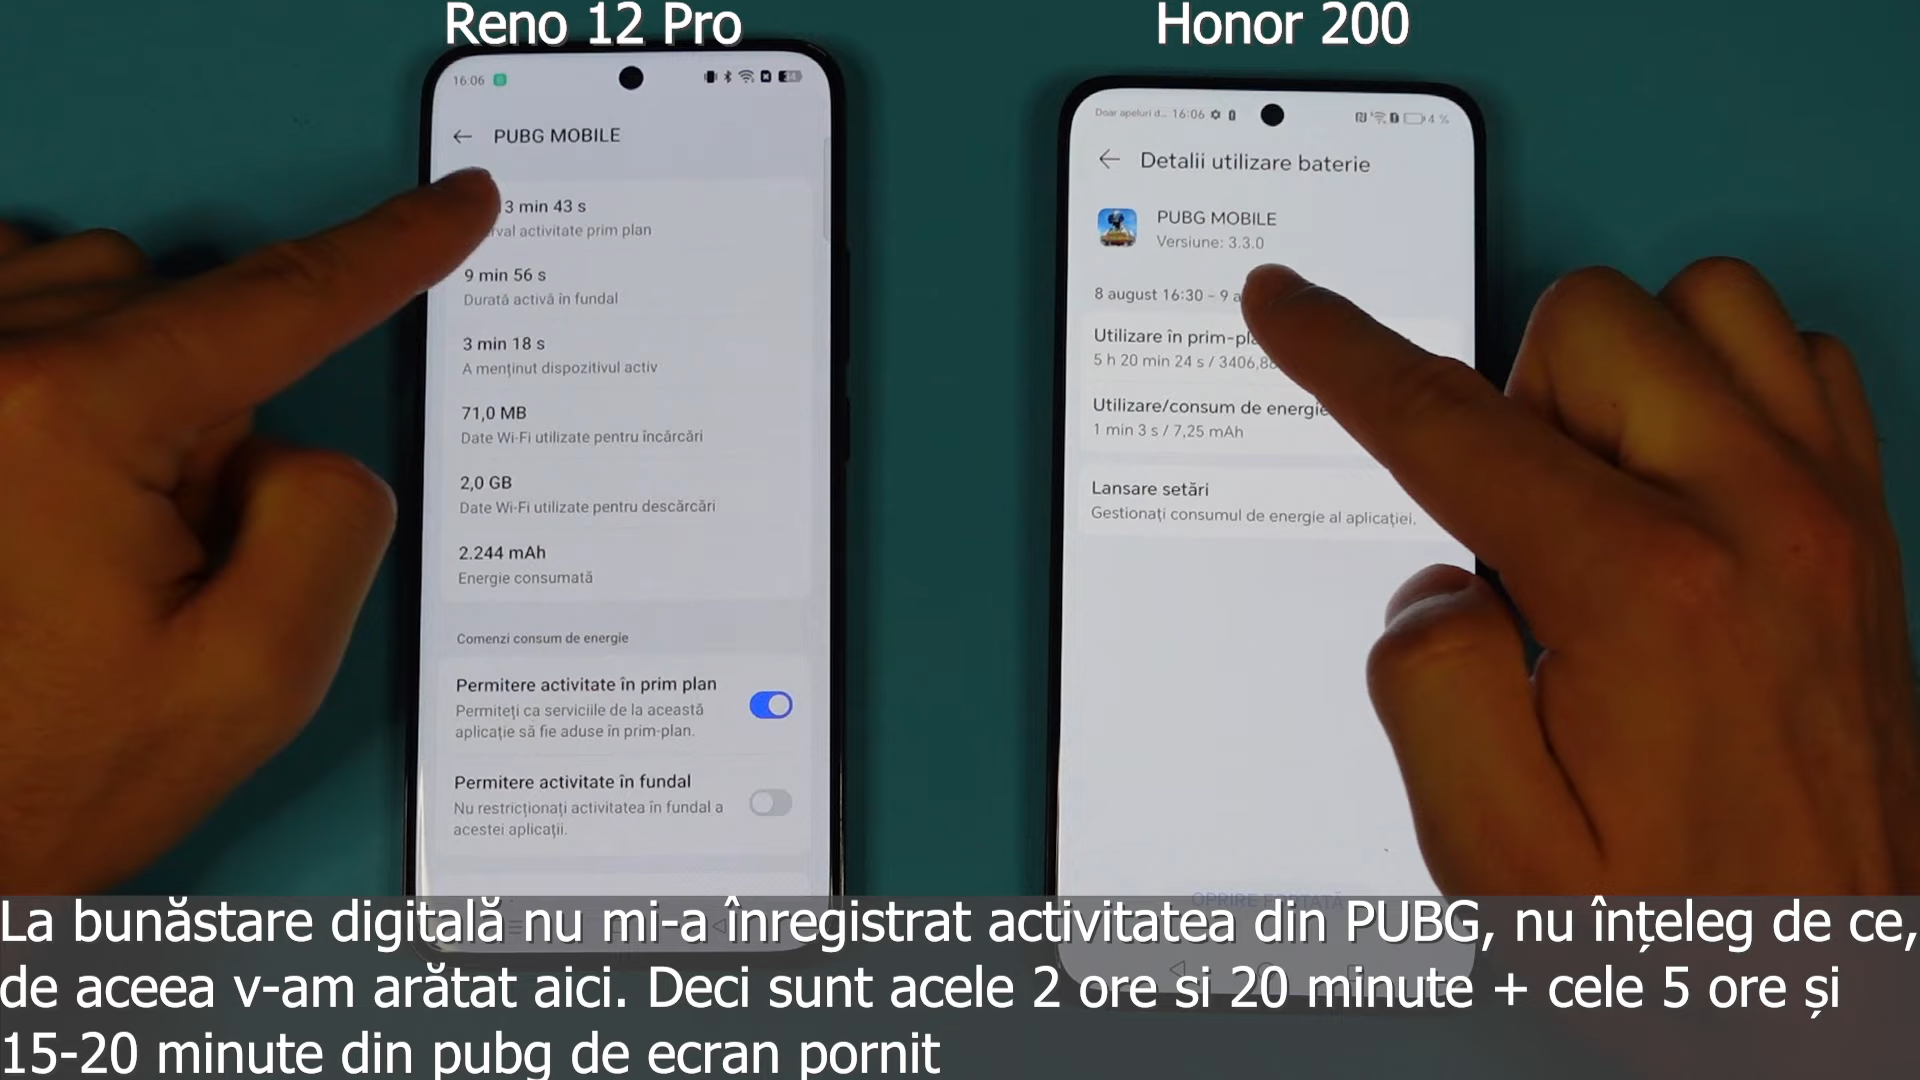 Reno 12 Pro
Honor 200
16:06
PUBG MOBILE
3 min 43 s
activitate prim plan
9 min 56 s
Durată activă în fundal
3 min 18 s
A menținut dispozitivul activ
71,0 MB
Date Wi-Fi utilizate pentru încărcări
2,0 GB
Date Wi-Fi utilizate pentru descărcări
2.244 mAh
Energie consumată
Comenzi consum de energie
Permitere activitate în prim plan
Permiteți ca serviciile de la această
aplicație să fie aduse în prim-plan.
Permitere activitate în fundal
Nu restricționați activitatea în fundal a
acestei aplicații.
Doar apeluri d... 16:06
4 %
Detalii utilizare baterie
PUBG MOBILE
Versiune: 3.3.0
8 august 16:30 – 9
Utilizare în
5 h 20 min 24 s /
Utilizare/consum de energie
1 min 3 s / 7,25 mAh
Lansare setări
Gestionați consumul de energie al aplicației.
OPRIRE FORȚATĂ
La bunăstare digitală nu mi-a înregistrat activitatea din PUBG, nu înțeleg de ce,
de aceea v-am arătat aici. Deci sunt acele 2 ore si 20 minute + cele 5 ore și
15-20 minute din pubg de ecran pornit